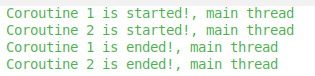 Coroutine 1 is started!, main thread
Coroutine 2 is started!, main thread
Coroutine 1 is ended!, main thread
Coroutine 2 is ended!, main thread